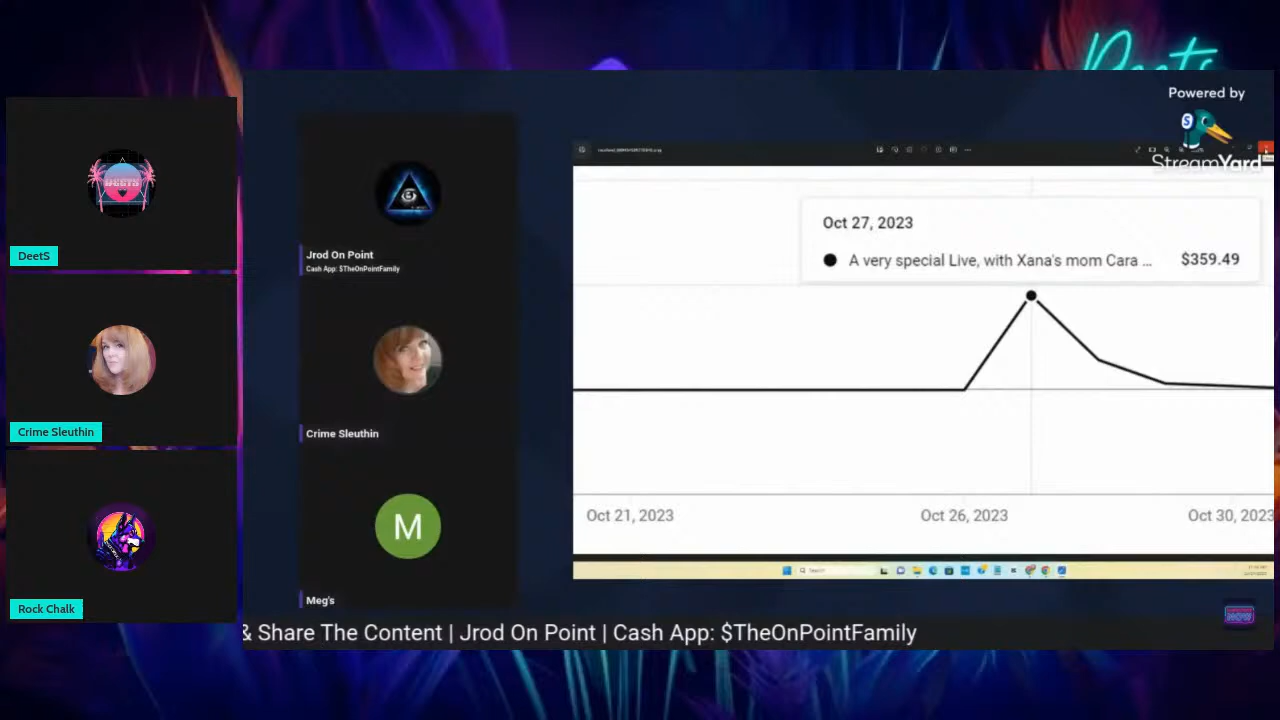 Deets
Powered by
StreamYard
DeetS
Crime Sleuthin
Rock Chalk
Jrod On Point
Cash App: $TheOnPointFamily
Crime Sleuthin
M
Meg's
Oct 27, 2023
A very special Live, with Xana's mom Cara ... $359.49
Oct 21, 2023
Oct 26, 2023
Oct 30, 2023
Search
& Share The Content | Jrod On Point | Cash App: $TheOnPointFamily